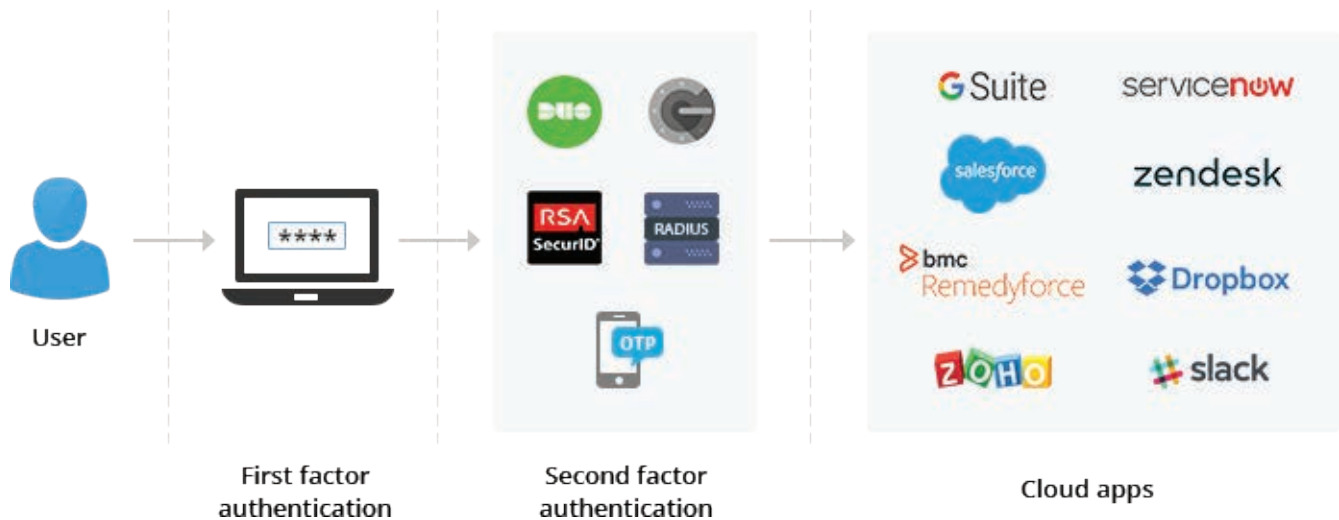 User
****
First factor
authentication
DUO
RSA
SecurID®
RADIUS
OTP
Second factor
authentication
G Suite
servicenow
salesforce
zendesk
bmc
Remedyforce
Dropbox
ZOHO
slack
Cloud apps